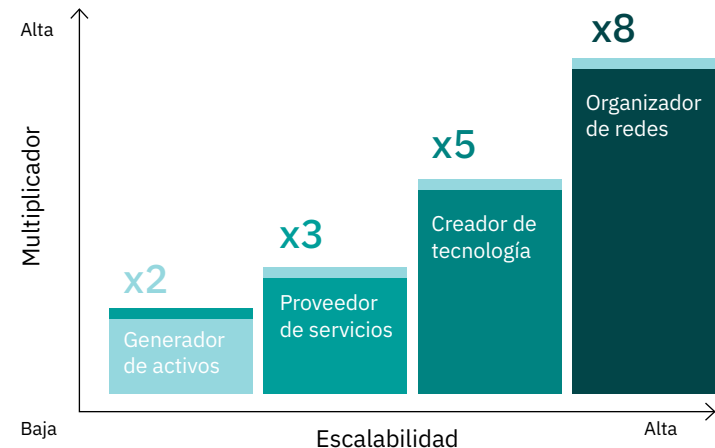 Alta
Multiplicador
x8
Organizador
de redes
x5
Creador de
tecnología
x3
Proveedor
de servicios
x2
Generador
de activos
Baja
Escalabilidad
Alta